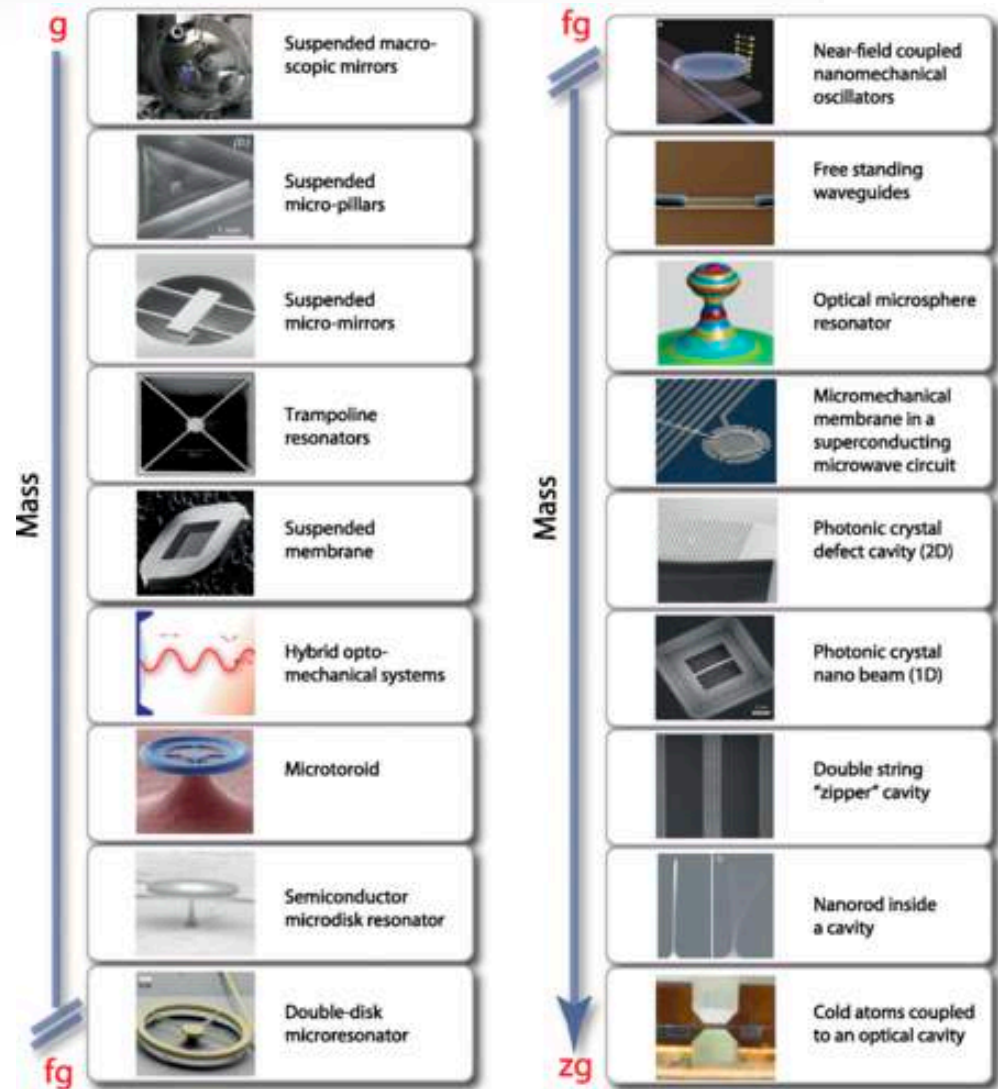 g
Suspended macro-
scopic mirrors
Suspended
micro-pillars
Suspended
micro-mirrors
Trampoline
resonators
Suspended
membrane
Hybrid opto-
mechanical systems
Microtoroid
Semiconductor
microdisk resonator
Double-disk
microresonator
Mass
fg
fg
Near-field coupled
nanomechanical
oscillators
Free standing
waveguides
Optical microsphere
resonator
Micromechanical
membrane in a
superconducting
microwave circuit
Photonic crystal
defect cavity (2D)
Photonic crystal
nano beam (1D)
Double string
"zipper" cavity
Nanorod inside
a cavity
Cold atoms coupled
to an optical cavity
Mass
zg